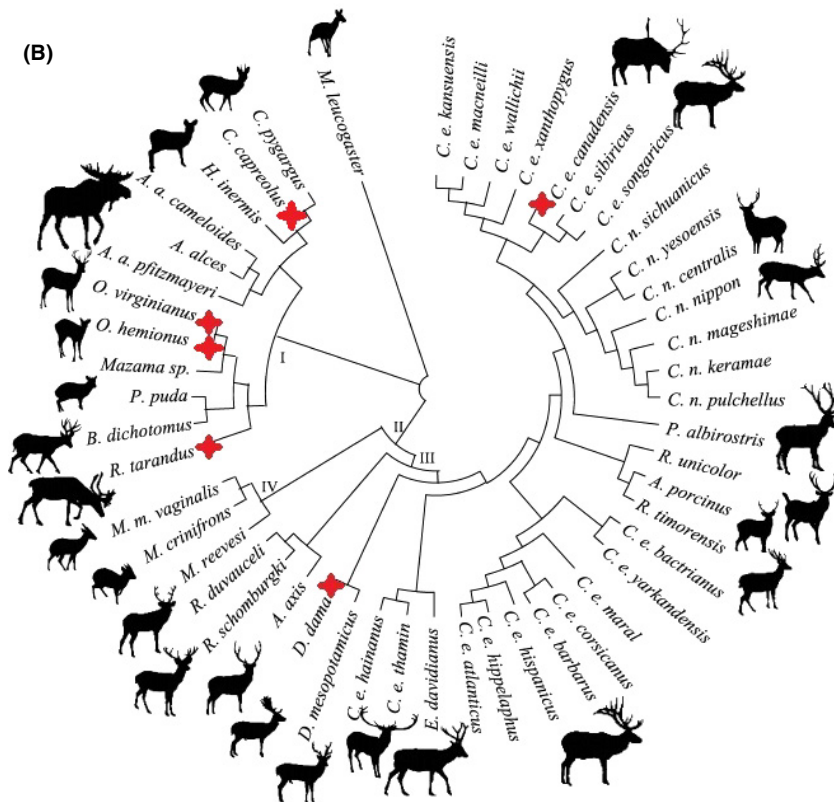 (B)
M. leucogaster
C. pygargus
C. capreolus
H. inermis
A. a. cameloides
A. alces
A. a. pfitzmayeri
O. virginianus
O. hemionus
Mazama sp.
P. puda
B. dichotomus
R. tarandus
M. m. vaginalis
M. crinifrons
M. reevesi
R. duvauceli
R. schomburgki
A. axis
D. dama
D. mesopotamicus
C. e. hainanus
C. e. thamin
E. davidianus
C. e. atlanticus
C. e. hippelaphus
C. e. hispanicus
C. e. barbarus
C. e. corsicanus
C. e. maral
C. e. yarkandensis
C. e. bactrianus
R. timorensis
A. porcinus
R. unicolor
P. albirostris
C. n. pulchellus
C. n. keramae
C. n. mageshimae
C. n. nippon
C. n. centralis
C. n. yesoensis
C. n. sichuanicus
C. e. songaricus
C. e. sibiricus
C. e. canadensis
C. e. xanthopygus
C. e. wallichii
C. e. macneilli
C. e. kansuensis
I
II
III
IV